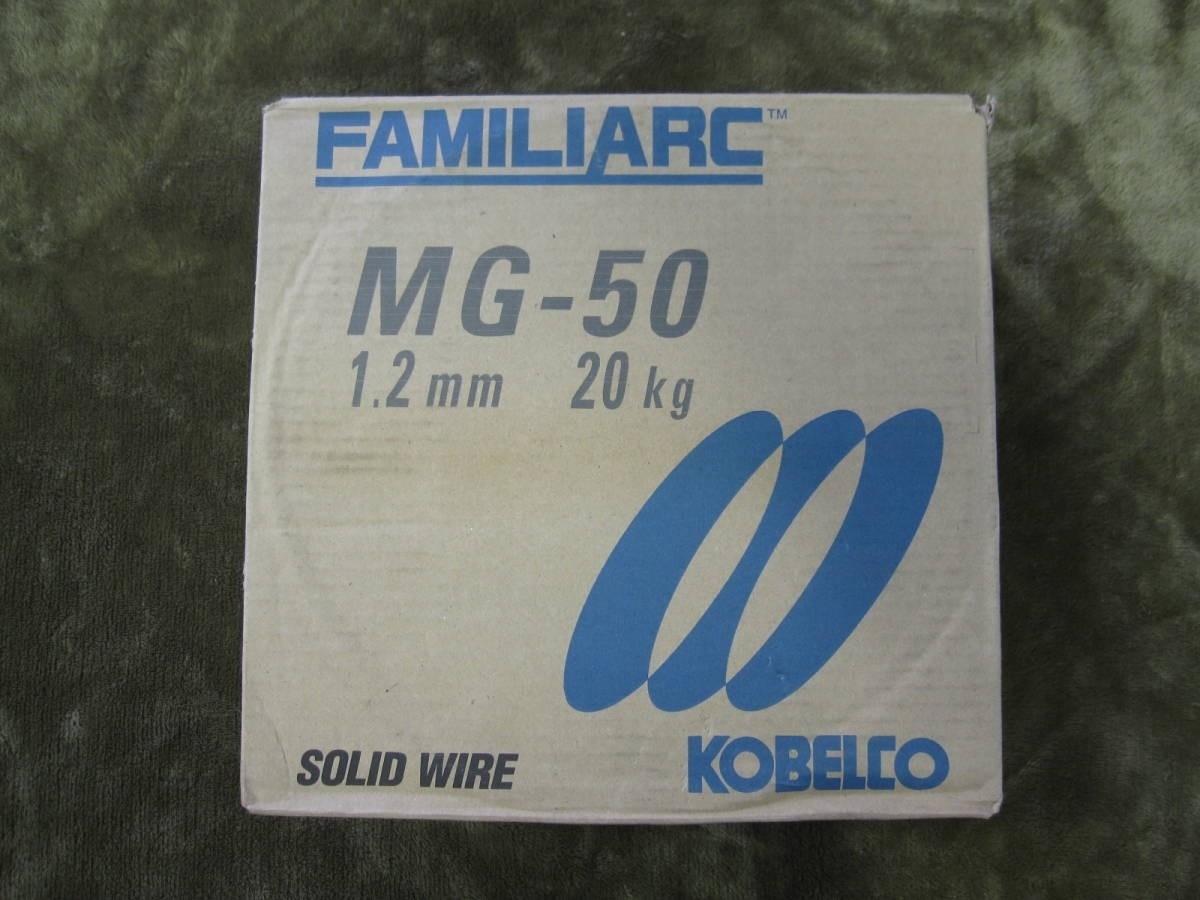 FAMILIARC™
MG-50
1.2 mm 20 kg
SOLID WIRE
KOBELCO